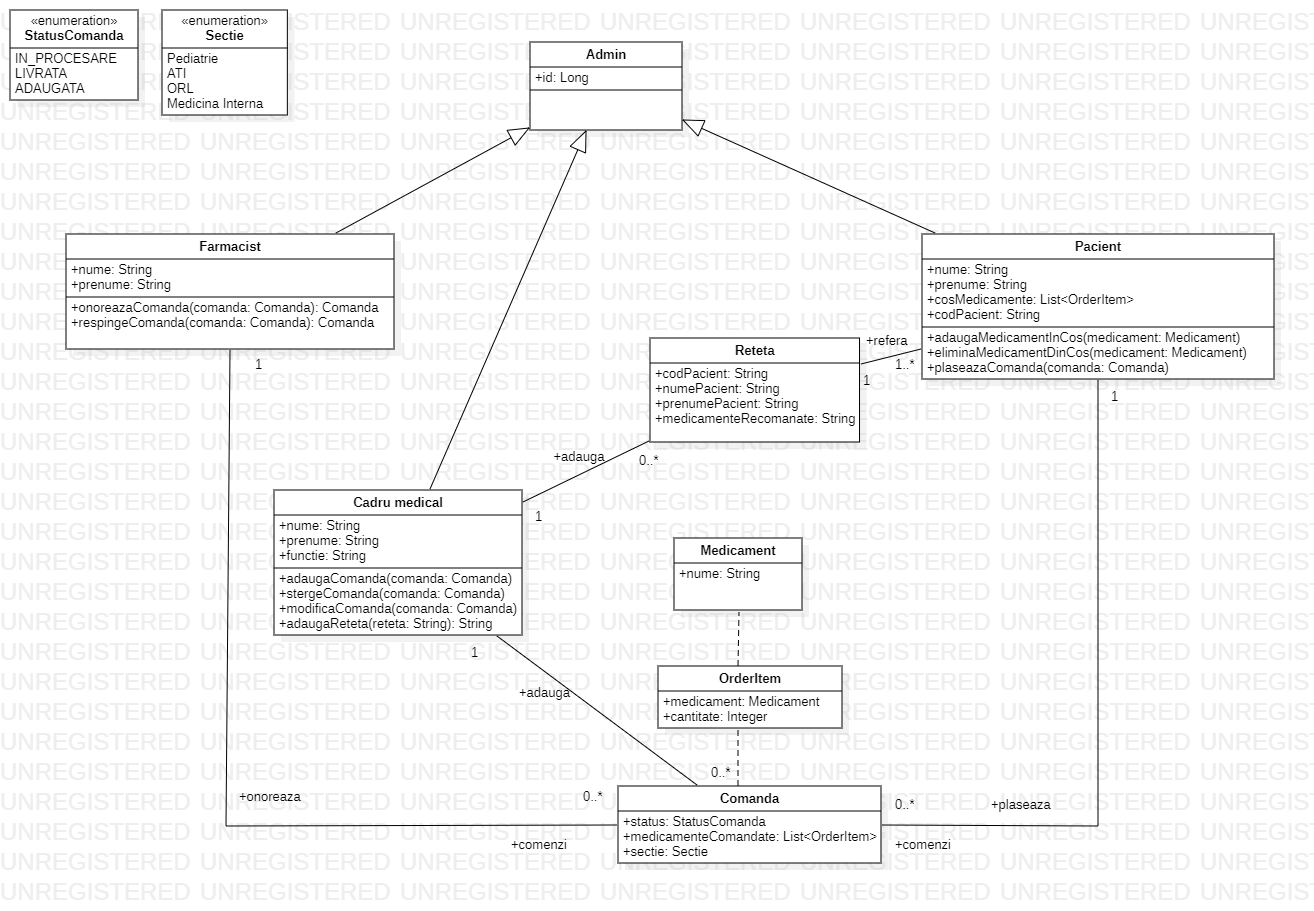 «enumeration»
StatusComanda
IN_PROCESARE
LIVRATA
ADAUGATA
«enumeration»
Sectie
Pediatrie
ATI
ORL
Medicina Interna
Admin
+id: Long
Farmacist
+nume: String
+prenume: String
+onoreazaComanda(comanda: Comanda): Comanda
+respingeComanda(comanda: Comanda): Comanda
1
Pacient
+nume: String
+prenume: String
+cosMedicamente: List<OrderItem>
+codPacient: String
+adaugaMedicamentInCos(medicament: Medicament)
+eliminaMedicamentDinCos(medicament: Medicament)
+plaseazaComanda(comanda: Comanda)
1
+refera
1..*
1
Reteta
+codPacient: String
+numePacient: String
+prenumePacient: String
+medicamenteRecomanate: String
+adauga
0..*
1
Cadru medical
+nume: String
+prenume: String
+functie: String
+adaugaComanda(comanda: Comanda)
+stergeComanda(comanda: Comanda)
+modificaComanda(comanda: Comanda)
+adaugaReteta(reteta: String): String
1
+adauga
Medicament
+nume: String
OrderItem
+medicament: Medicament
+cantitate: Integer
0..*
+onoreaza
0..*
+comenzi
Comanda
+status: StatusComanda
+medicamenteComandate: List<OrderItem>
+sectie: Sectie
0..*
+plaseaza
+comenzi
UNREGISTERED